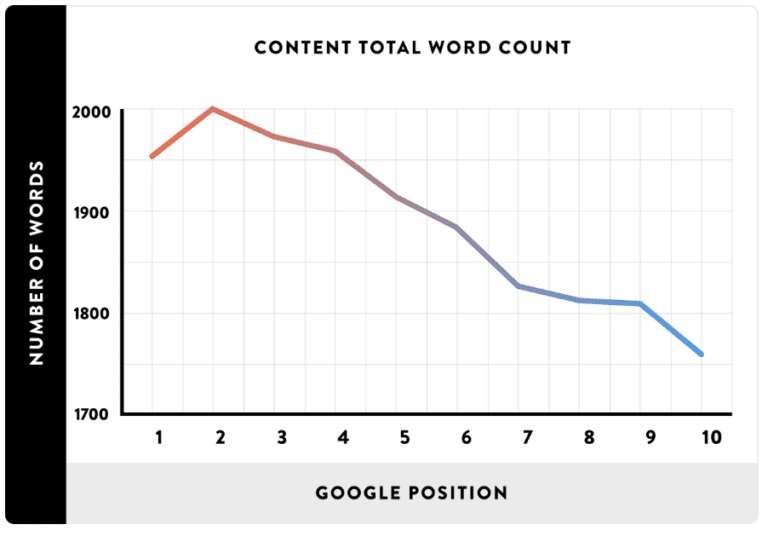 CONTENT TOTAL WORD COUNT
NUMBER OF WORDS
2000
1900
1800
1700
1 2 3 4 5 6 7 8 9 10
GOOGLE POSITION